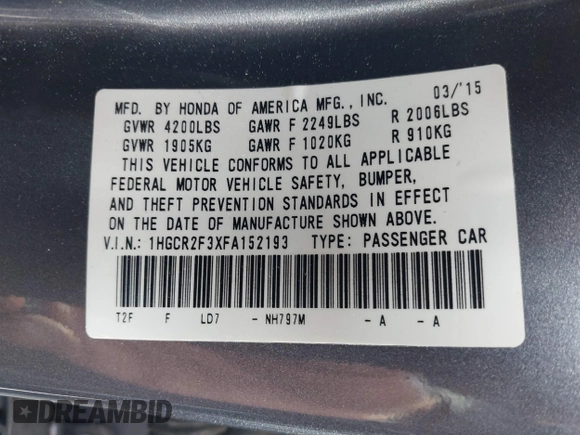 MFD. BY HONDA OF AMERICA MFG., INC. 03/'15
GVWR 4200LBS GAWR F 2249LBS R 2006LBS
GVWR 1905KG GAWR F 1020KG R 910KG
THIS VEHICLE CONFORMS TO ALL APPLICABLE
FEDERAL MOTOR VEHICLE SAFETY, BUMPER,
AND THEFT PREVENTION STANDARDS IN EFFECT
ON THE DATE OF MANUFACTURE SHOWN ABOVE.
V.I.N.: 1HGCR2F3XFA152193 TYPE: PASSENGER CAR
T2F F LD7 - NH797M - A - A
DREAMBID